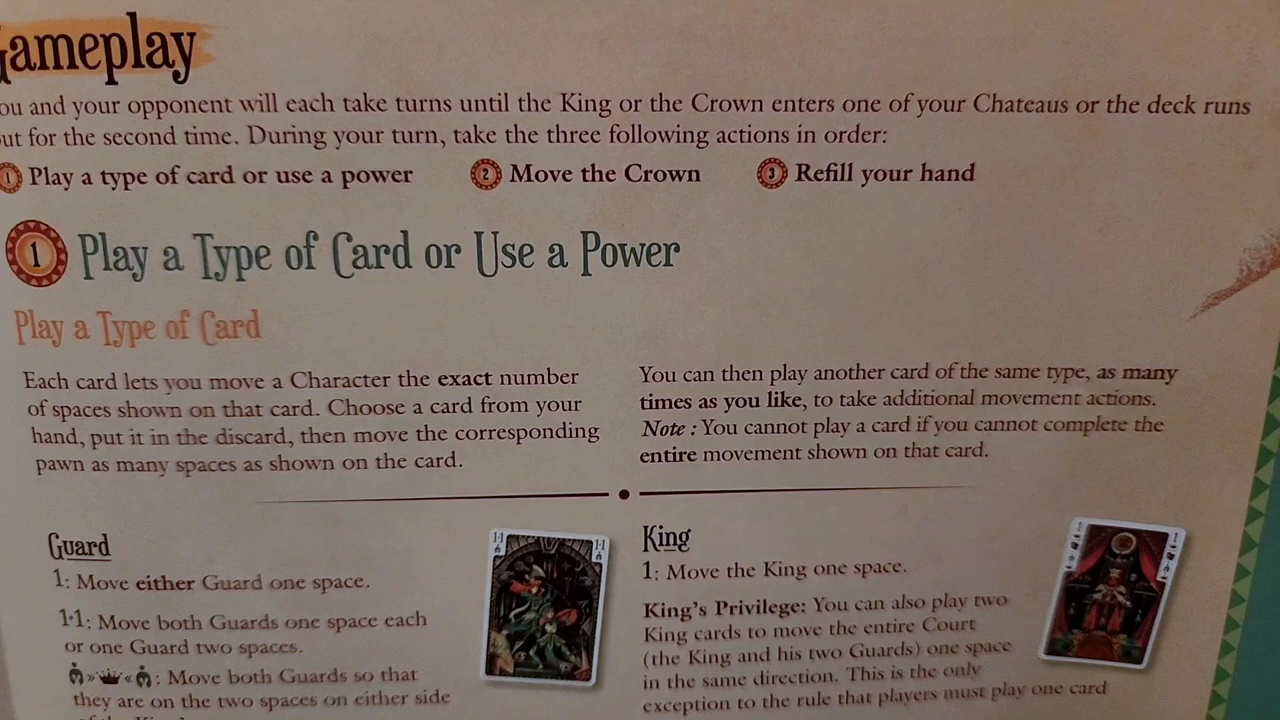 Gameplay
You and your opponent will each take turns until the King or the Crown enters one of your Chateaus or the deck runs
out for the second time. During your turn, take the three following actions in order:
1 Play a type of card or use a power 2 Move the Crown 3 Refill your hand
1 Play a Type of Card or Use a Power
Play a Type of Card
Each card lets you move a Character the exact number
of spaces shown on that card. Choose a card from your
hand, put it in the discard, then move the corresponding
pawn as many spaces as shown on the card.
You can then play another card of the same type, as many
times as you like, to take additional movement actions.
Note : You cannot play a card if you cannot complete the
entire movement shown on that card.
Guard
1: Move either Guard one space.
1·1: Move both Guards one space each
or one Guard two spaces.
: Move both Guards so that
they are on the two spaces on either side
1·1
1·1
King
1: Move the King one space.
King's Privilege: You can also play two
King cards to move the entire Court
(the King and his two Guards) one space
in the same direction. This is the only
exception to the rule that players must play one card